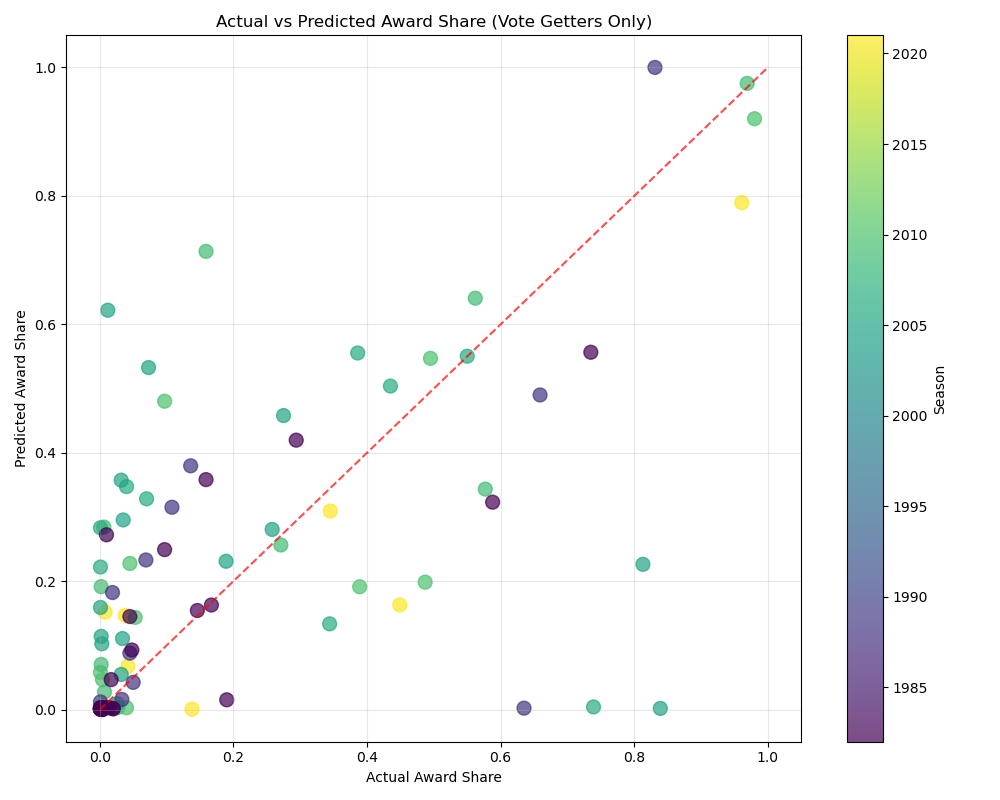 Actual vs Predicted Award Share (Vote Getters Only)
Predicted Award Share
1.0
0.8
0.6
0.4
0.2
0.0
0.0 0.2 0.4 0.6 0.8 1.0
Actual Award Share
2020
2015
2010
2005
2000
1995
1990
1985
Season